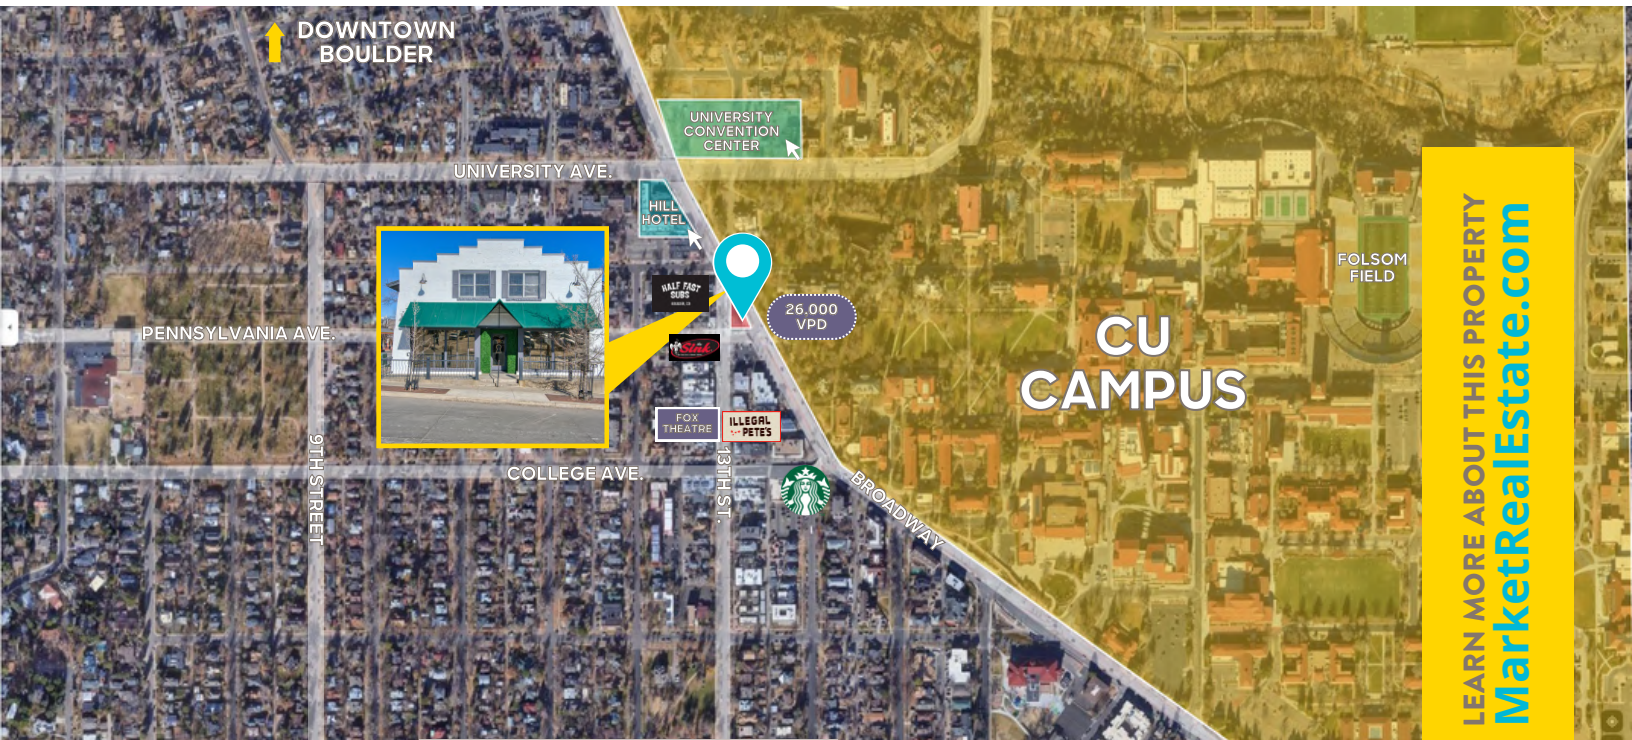 DOWNTOWN
BOULDER
UNIVERSITY
CONVENTION
CENTER
UNIVERSITY AVE.
HILL
HOTEL
HALF FAST
SUBS
26.000
VPD
FOLSOM
FIELD
PENNSYLVANIA AVE.
Sink
CU
CAMPUS
FOX
THEATRE
ILLEGAL
PETE'S
9TH STREET
COLLEGE AVE.
13TH ST.
BROADWAY
LEARN MORE ABOUT THIS PROPERTY
MarketRealEstate.com